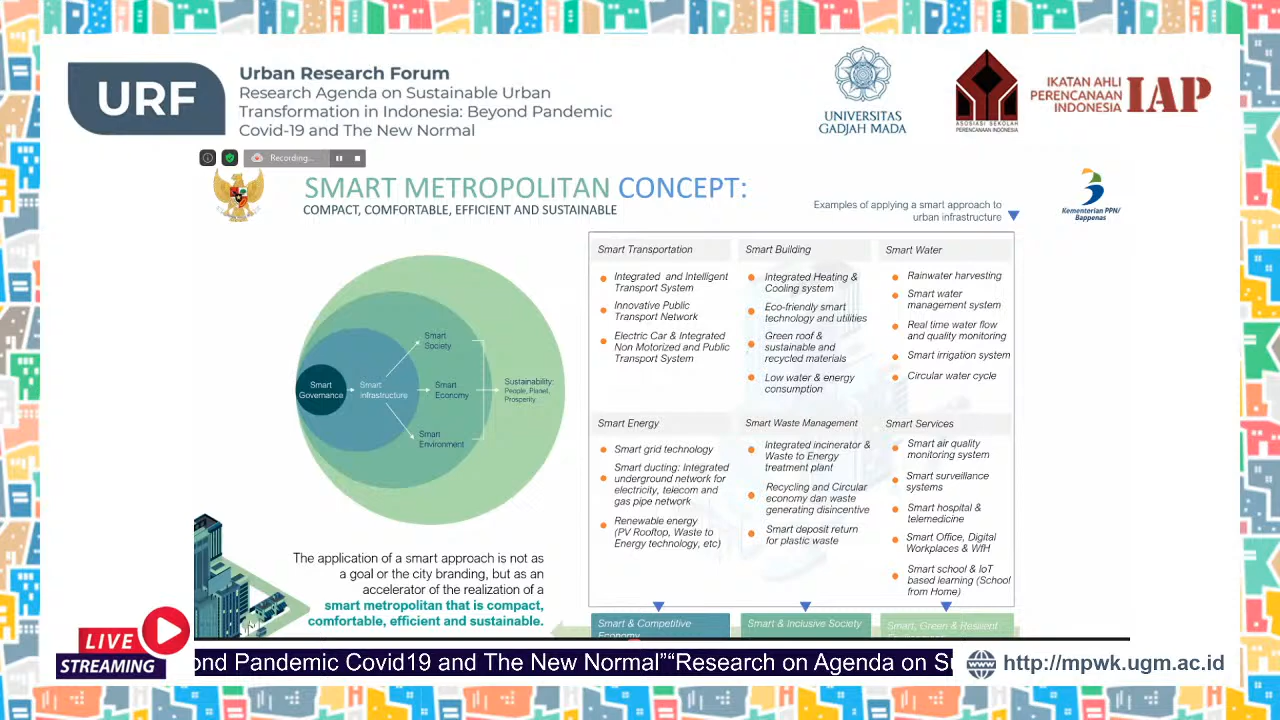 URF
Urban Research Forum
Research Agenda on Sustainable Urban
Transformation in Indonesia: Beyond Pandemic
Covid-19 and The New Normal
UNIVERSITAS
GADJAH MADA
ASOSIASI SEKOLAH
PERENCANAAN INDONESIA
IKATAN AHLI
PERENCANAAN
INDONESIA
IAP
Recording...
SMART METROPOLITAN CONCEPT:
COMPACT, COMFORTABLE, EFFICIENT AND SUSTAINABLE
Examples of applying a smart approach to
urban infrastructure
Kementerian PPN/
Bappenas
Smart
Governance
Smart
infrastructure
Smart
Society
Smart
Economy
Smart
Environment
Sustainability:
People, Planet,
Prosperity
The application of a smart approach is not as
a goal or the city branding, but as an
accelerator of the realization of a
smart metropolitan that is compact,
comfortable, efficient and sustainable.
Smart Transportation
Integrated and Intelligent
Transport System
Innovative Public
Transport Network
Electric Car & Integrated
Non Motorized and Public
Transport System
Smart Building
Integrated Heating &
Cooling system
Eco-friendly smart
technology and utilities
Green roof &
sustainable and
recycled materials
Low water & energy
consumption
Smart Water
Rainwater harvesting
Smart water
management system
Real time water flow
and quality monitoring
Smart irrigation system
Circular water cycle
Smart Energy
Smart grid technology
Smart ducting: Integrated
underground network for
electricity, telecom and
gas pipe network
Renewable energy
(PV Rooftop, Waste to
Energy technology, etc)
Smart Waste Management
Integrated incinerator &
Waste to Energy
treatment plant
Recycling and Circular
economy dan waste
generating disincentive
Smart deposit return
for plastic waste
Smart Services
Smart air quality
monitoring system
Smart surveillance
systems
Smart hospital &
telemedicine
Smart Office, Digital
Workplaces & WfH
Smart school & IoT
based learning (School
from Home)
Smart & Competitive
Economy
Smart & Inclusive Society
Smart, Green & Resilient
Environment
LIVE
STREAMING
ond Pandemic Covid19 and The New Normal”“Research on Agenda on S
http://mpwk.ugm.ac.id